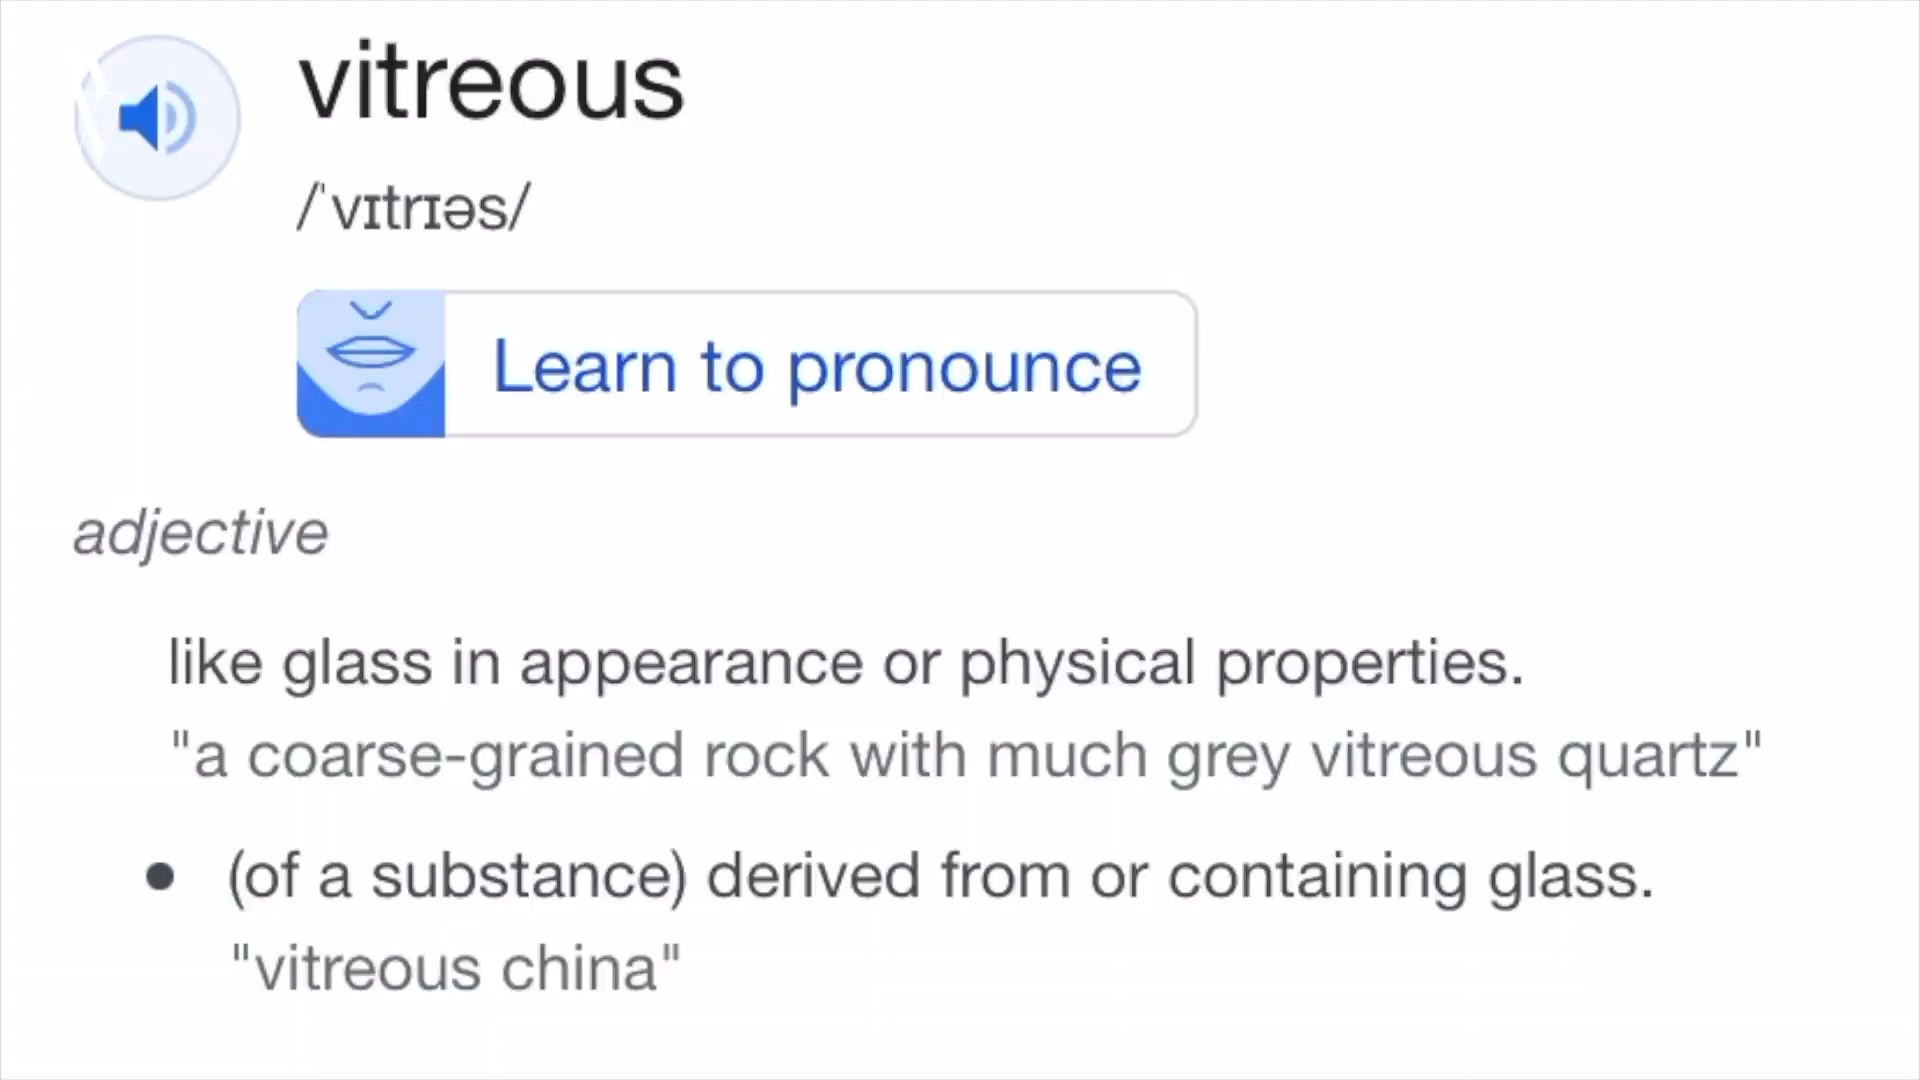 vitreous
/ˈvɪtrɪəs/
Learn to pronounce
adjective
like glass in appearance or physical properties.
"a coarse-grained rock with much grey vitreous quartz"
• (of a substance) derived from or containing glass.
"vitreous china"